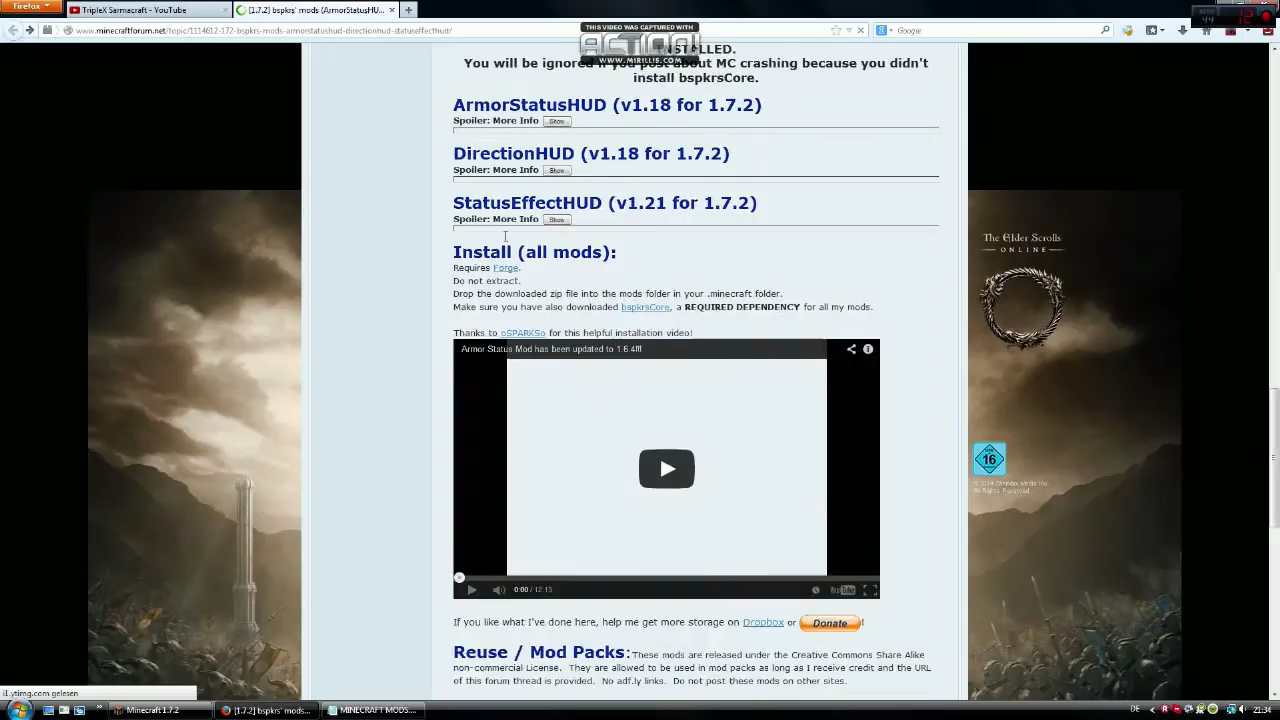 Firefox
TripleX Sarmacraft - YouTube
[1.7.2] bspkrs' mods (ArmorStatusHU...
www.minecraftforum.net/topic/1114612-172-bspkrs-mods-armorstatushud-directionhud-statuseffecthud/
Google
THIS VIDEO WAS CAPTURED WITH
ACTION!
WWW.MIRILLIS.COM
INSTALLED.
You will be ignored if you post about MC crashing because you didn't
install bspkrsCore.
ArmorStatusHUD (v1.18 for 1.7.2)
Spoiler: More Info Show
DirectionHUD (v1.18 for 1.7.2)
Spoiler: More Info Show
StatusEffectHUD (v1.21 for 1.7.2)
Spoiler: More Info Show
Install (all mods):
Requires Forge.
Do not extract.
Drop the downloaded zip file into the mods folder in your .minecraft folder.
Make sure you have also downloaded bspkrsCore, a REQUIRED DEPENDENCY for all my mods.
Thanks to oSPARKSo for this helpful installation video!
Armor Status Mod has been updated to 1.6.4!!!
0:00 / 12:13
YouTube
If you like what I've done here, help me get more storage on Dropbox or Donate!
Reuse / Mod Packs: These mods are released under the Creative Commons Share Alike
non-commercial License. They are allowed to be used in mod packs as long as I receive credit and the URL
of this forum thread is provided. No adf.ly links. Do not post these mods on other sites.
The Elder Scrolls
ONLINE
16
All Rights Reserved
i1.ytimg.com gelesen
Minecraft 1.7.2
[1.7.2] bspkrs' mods...
MINECRAFT MODS....
DE
21:34